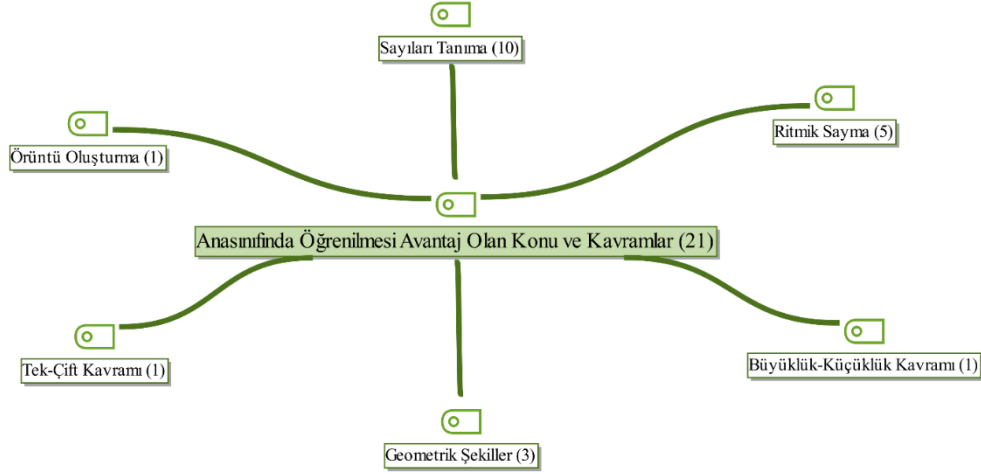 Sayıları Tanıma (10)
Ritmik Sayma (5)
Örüntü Oluşturma (1)
Anasınıfında Öğrenilmesi Avantaj Olan Konu ve Kavramlar (21)
Tek-Çift Kavramı (1)
Büyüklük-Küçüklük Kavramı (1)
Geometrik Şekiller (3)